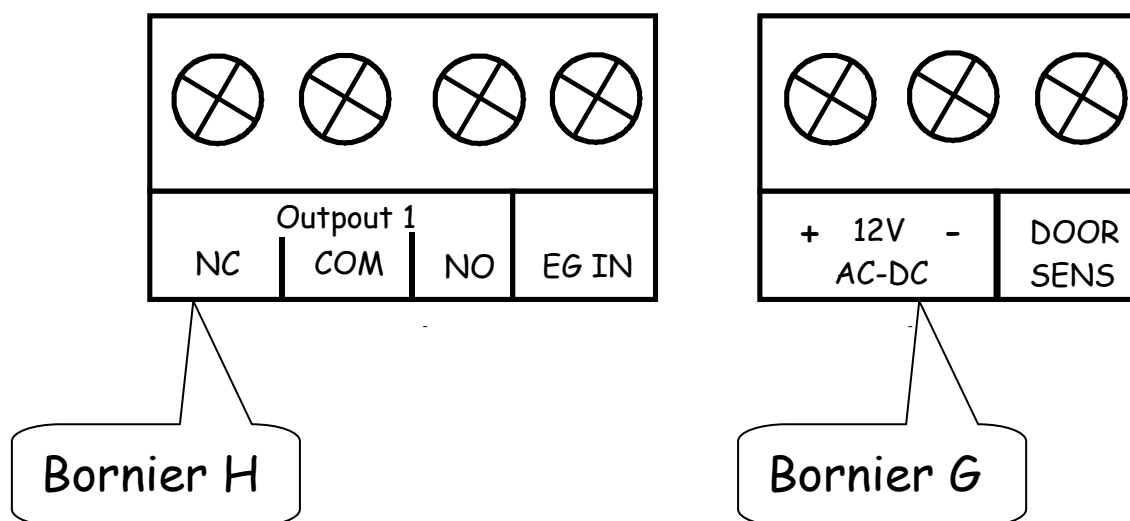 Outpout 1
NC COM NO EG IN
+ 12V -
AC-DC
DOOR
SENS
Bornier H
Bornier G